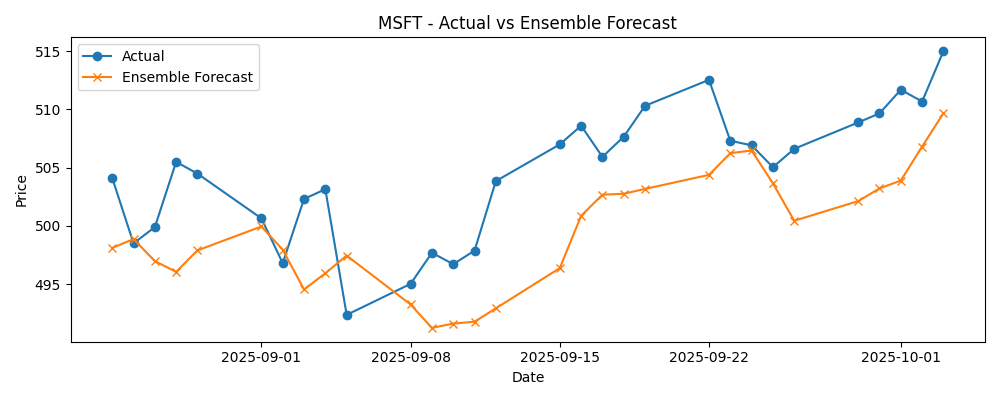 MSFT - Actual vs Ensemble Forecast
Actual
Ensemble Forecast
515
510
505
500
495
Price
2025-09-01
2025-09-08
2025-09-15
2025-09-22
2025-10-01
Date